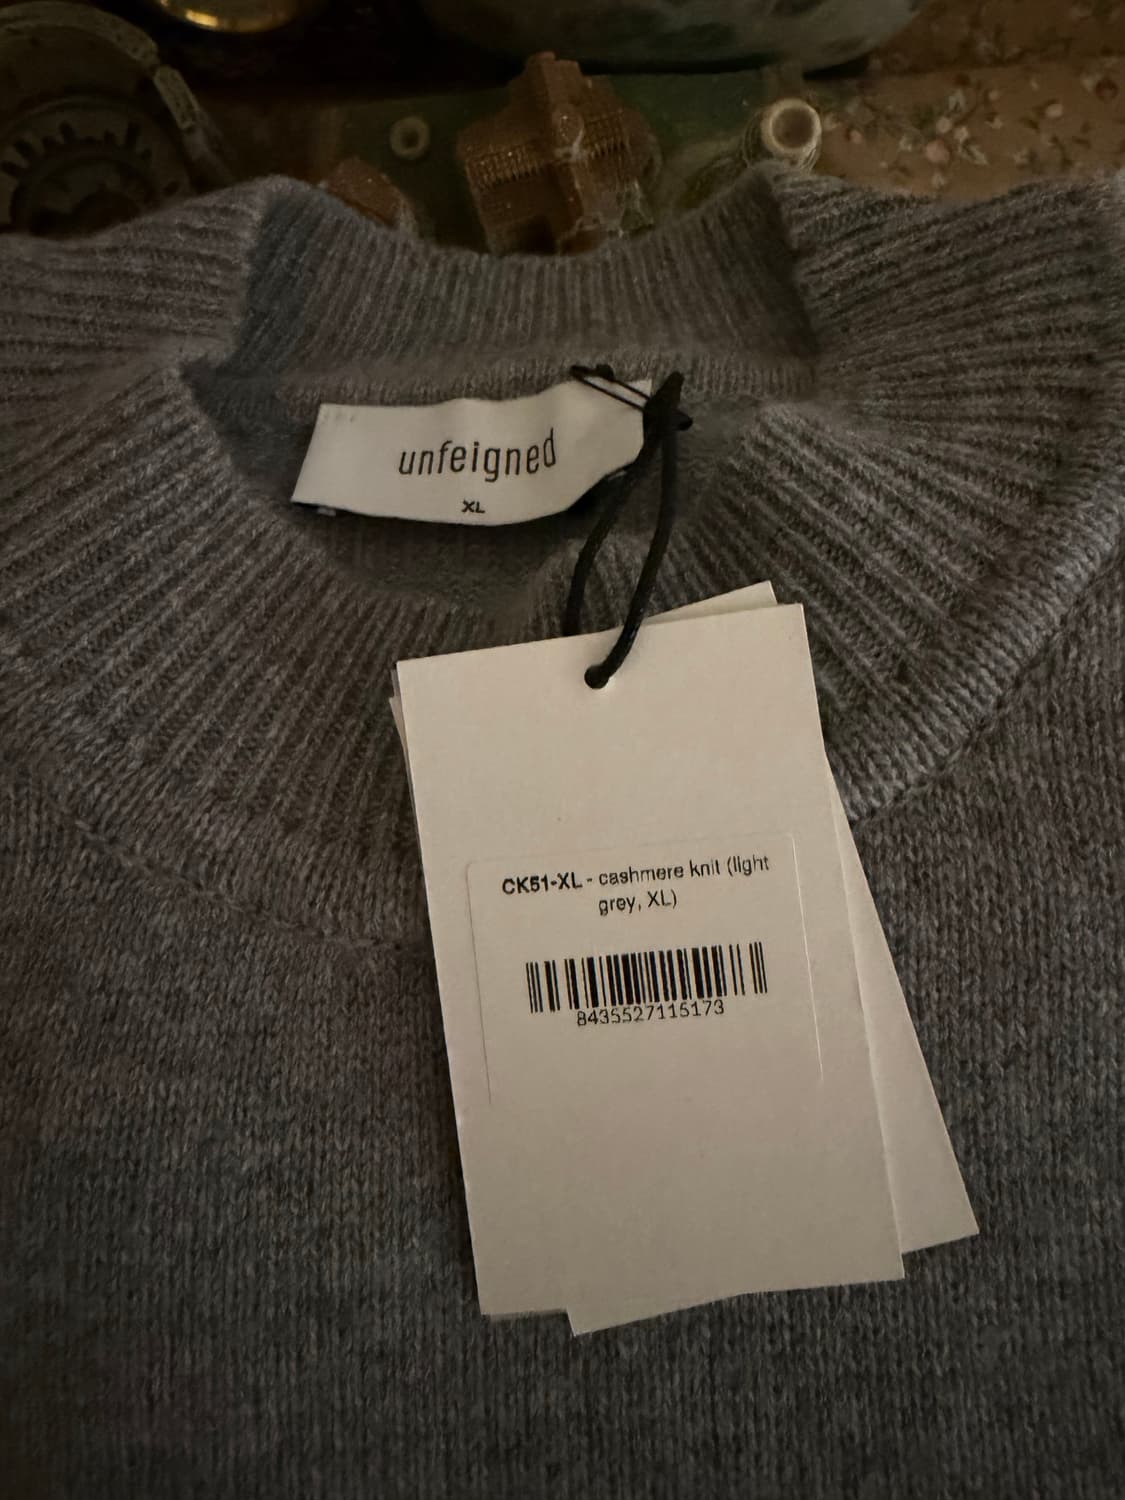 unfeigned
XL
CK51-XL - cashmere knit (light
grey, XL)
8435527115173